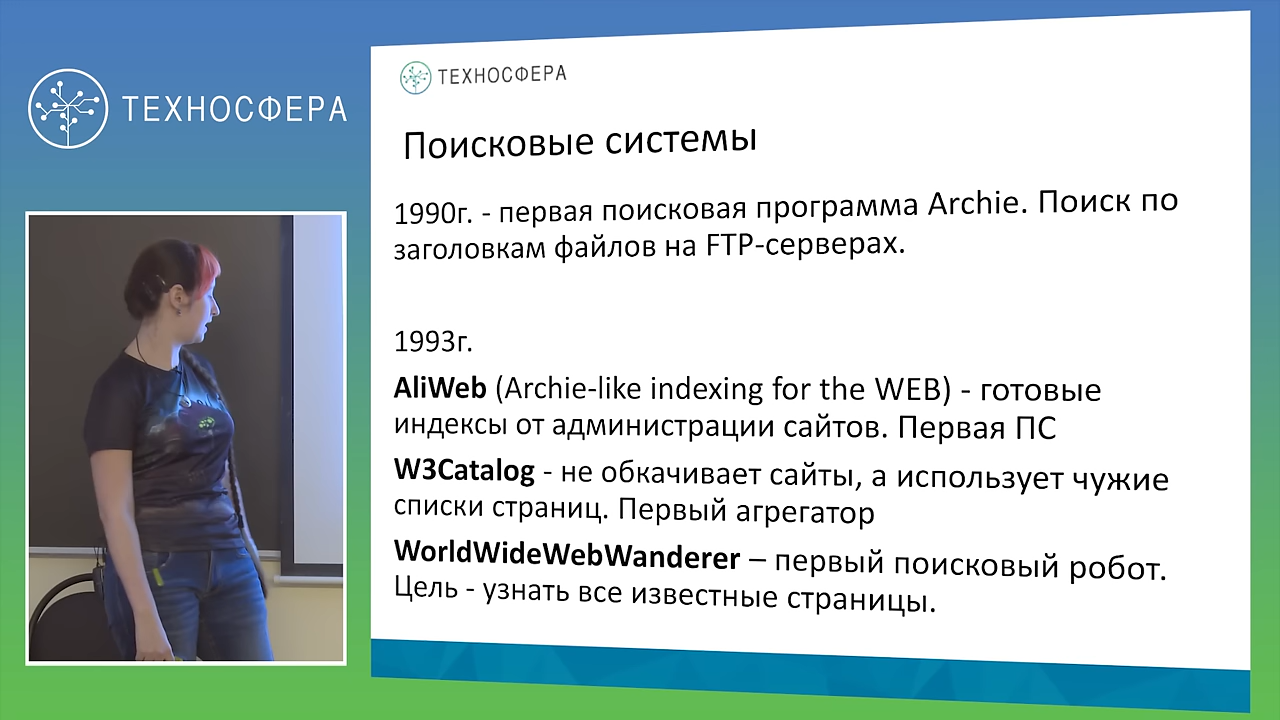 ТЕХНОСФЕРА
ТЕХНОСФЕРА
Поисковые системы
1990г. - первая поисковая программа Archie. Поиск по
заголовкам файлов на FTP-серверах.
1993г.
AliWeb (Archie-like indexing for the WEB) - готовые
индексы от администрации сайтов. Первая ПС
W3Catalog - не обкачивает сайты, а использует чужие
списки страниц. Первый агрегатор
WorldWideWebWanderer – первый поисковый робот.
Цель - узнать все известные страницы.